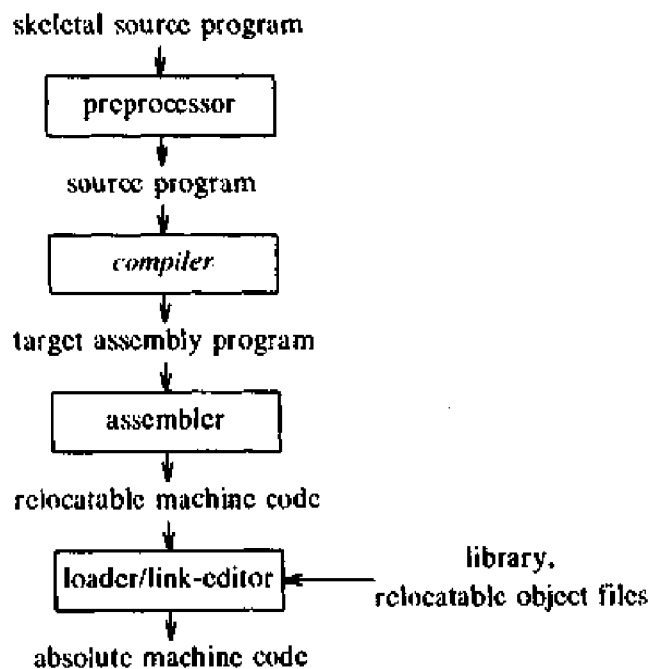 skeletal source program
preprocessor
source program
compiler
target assembly program
assembler
relocatable machine code
loader/link-editor
library,
relocatable object files
absolute machine code